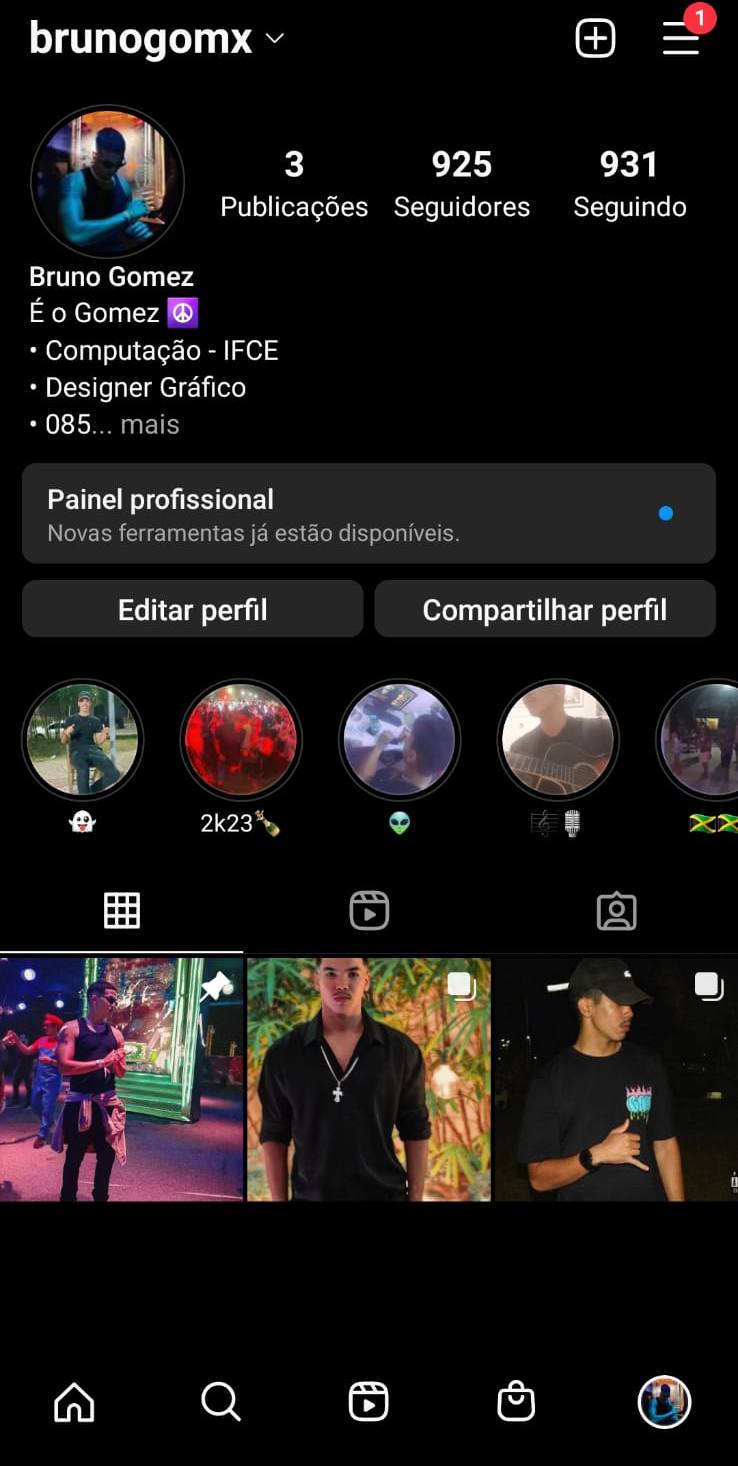 brunogomx
1
3
925
931
Publicações
Seguidores
Seguindo
Bruno Gomez
É o Gomez ☮️
• Computação - IFCE
• Designer Gráfico
• 085... mais
Painel profissional
Novas ferramentas já estão disponíveis.
Editar perfil
Compartilhar perfil
👻
2k23🍾
👽
🎼🎙️
🇯🇲🇯🇲